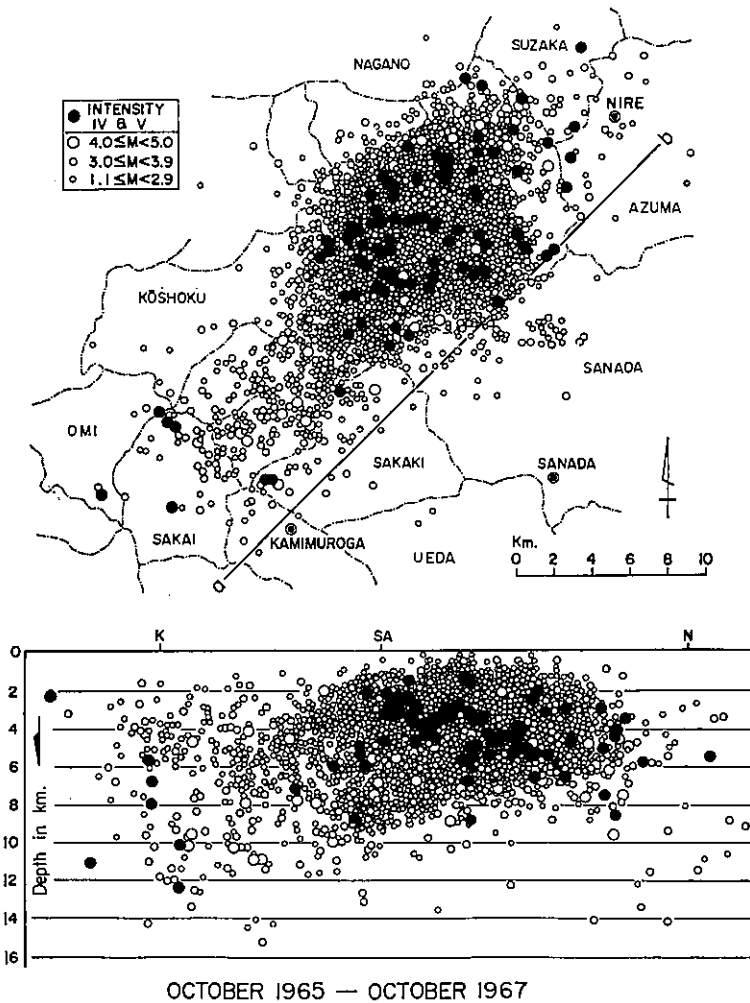 SUZAKA
NAGANO
INTENSITY
IV & V
4.0≤M<5.0
3.0≤M<3.9
1.1≤M<2.9
NIRE
AZUMA
KŌSHOKU
SANADA
OMI
SAKAKI
SANADA
SAKAI
KAMIMUROGA
UEDA
Km.
0 2 4 6 8 10
K SA N
0
2
4
6
8
10
12
14
16
Depth in km.
OCTOBER 1965 — OCTOBER 1967